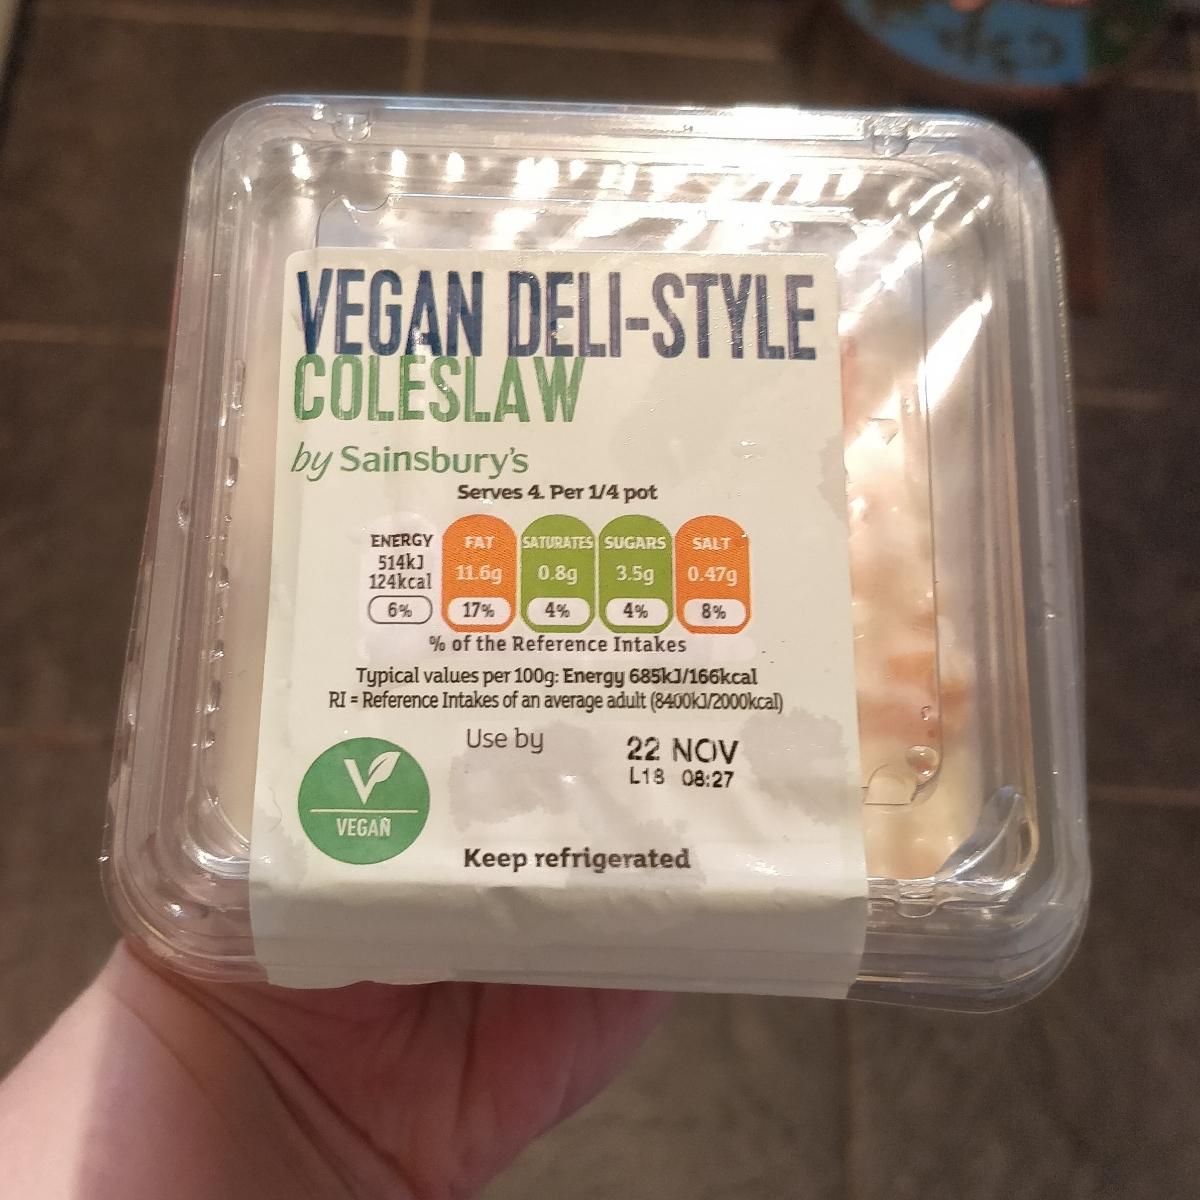 VEGAN DELI-STYLE
COLESLAW
by Sainsbury's
Serves 4. Per 1/4 pot
ENERGY 514kJ 124kcal 6%
FAT 11.6g 17%
SATURATES 0.8g 4%
SUGARS 3.5g 4%
SALT 0.47g 8%
% of the Reference Intakes
Typical values per 100g: Energy 685kJ/166kcal
RI = Reference Intakes of an average adult (8400kJ/2000kcal)
Use by 22 NOV
L18 08:27
V
VEGAN
Keep refrigerated